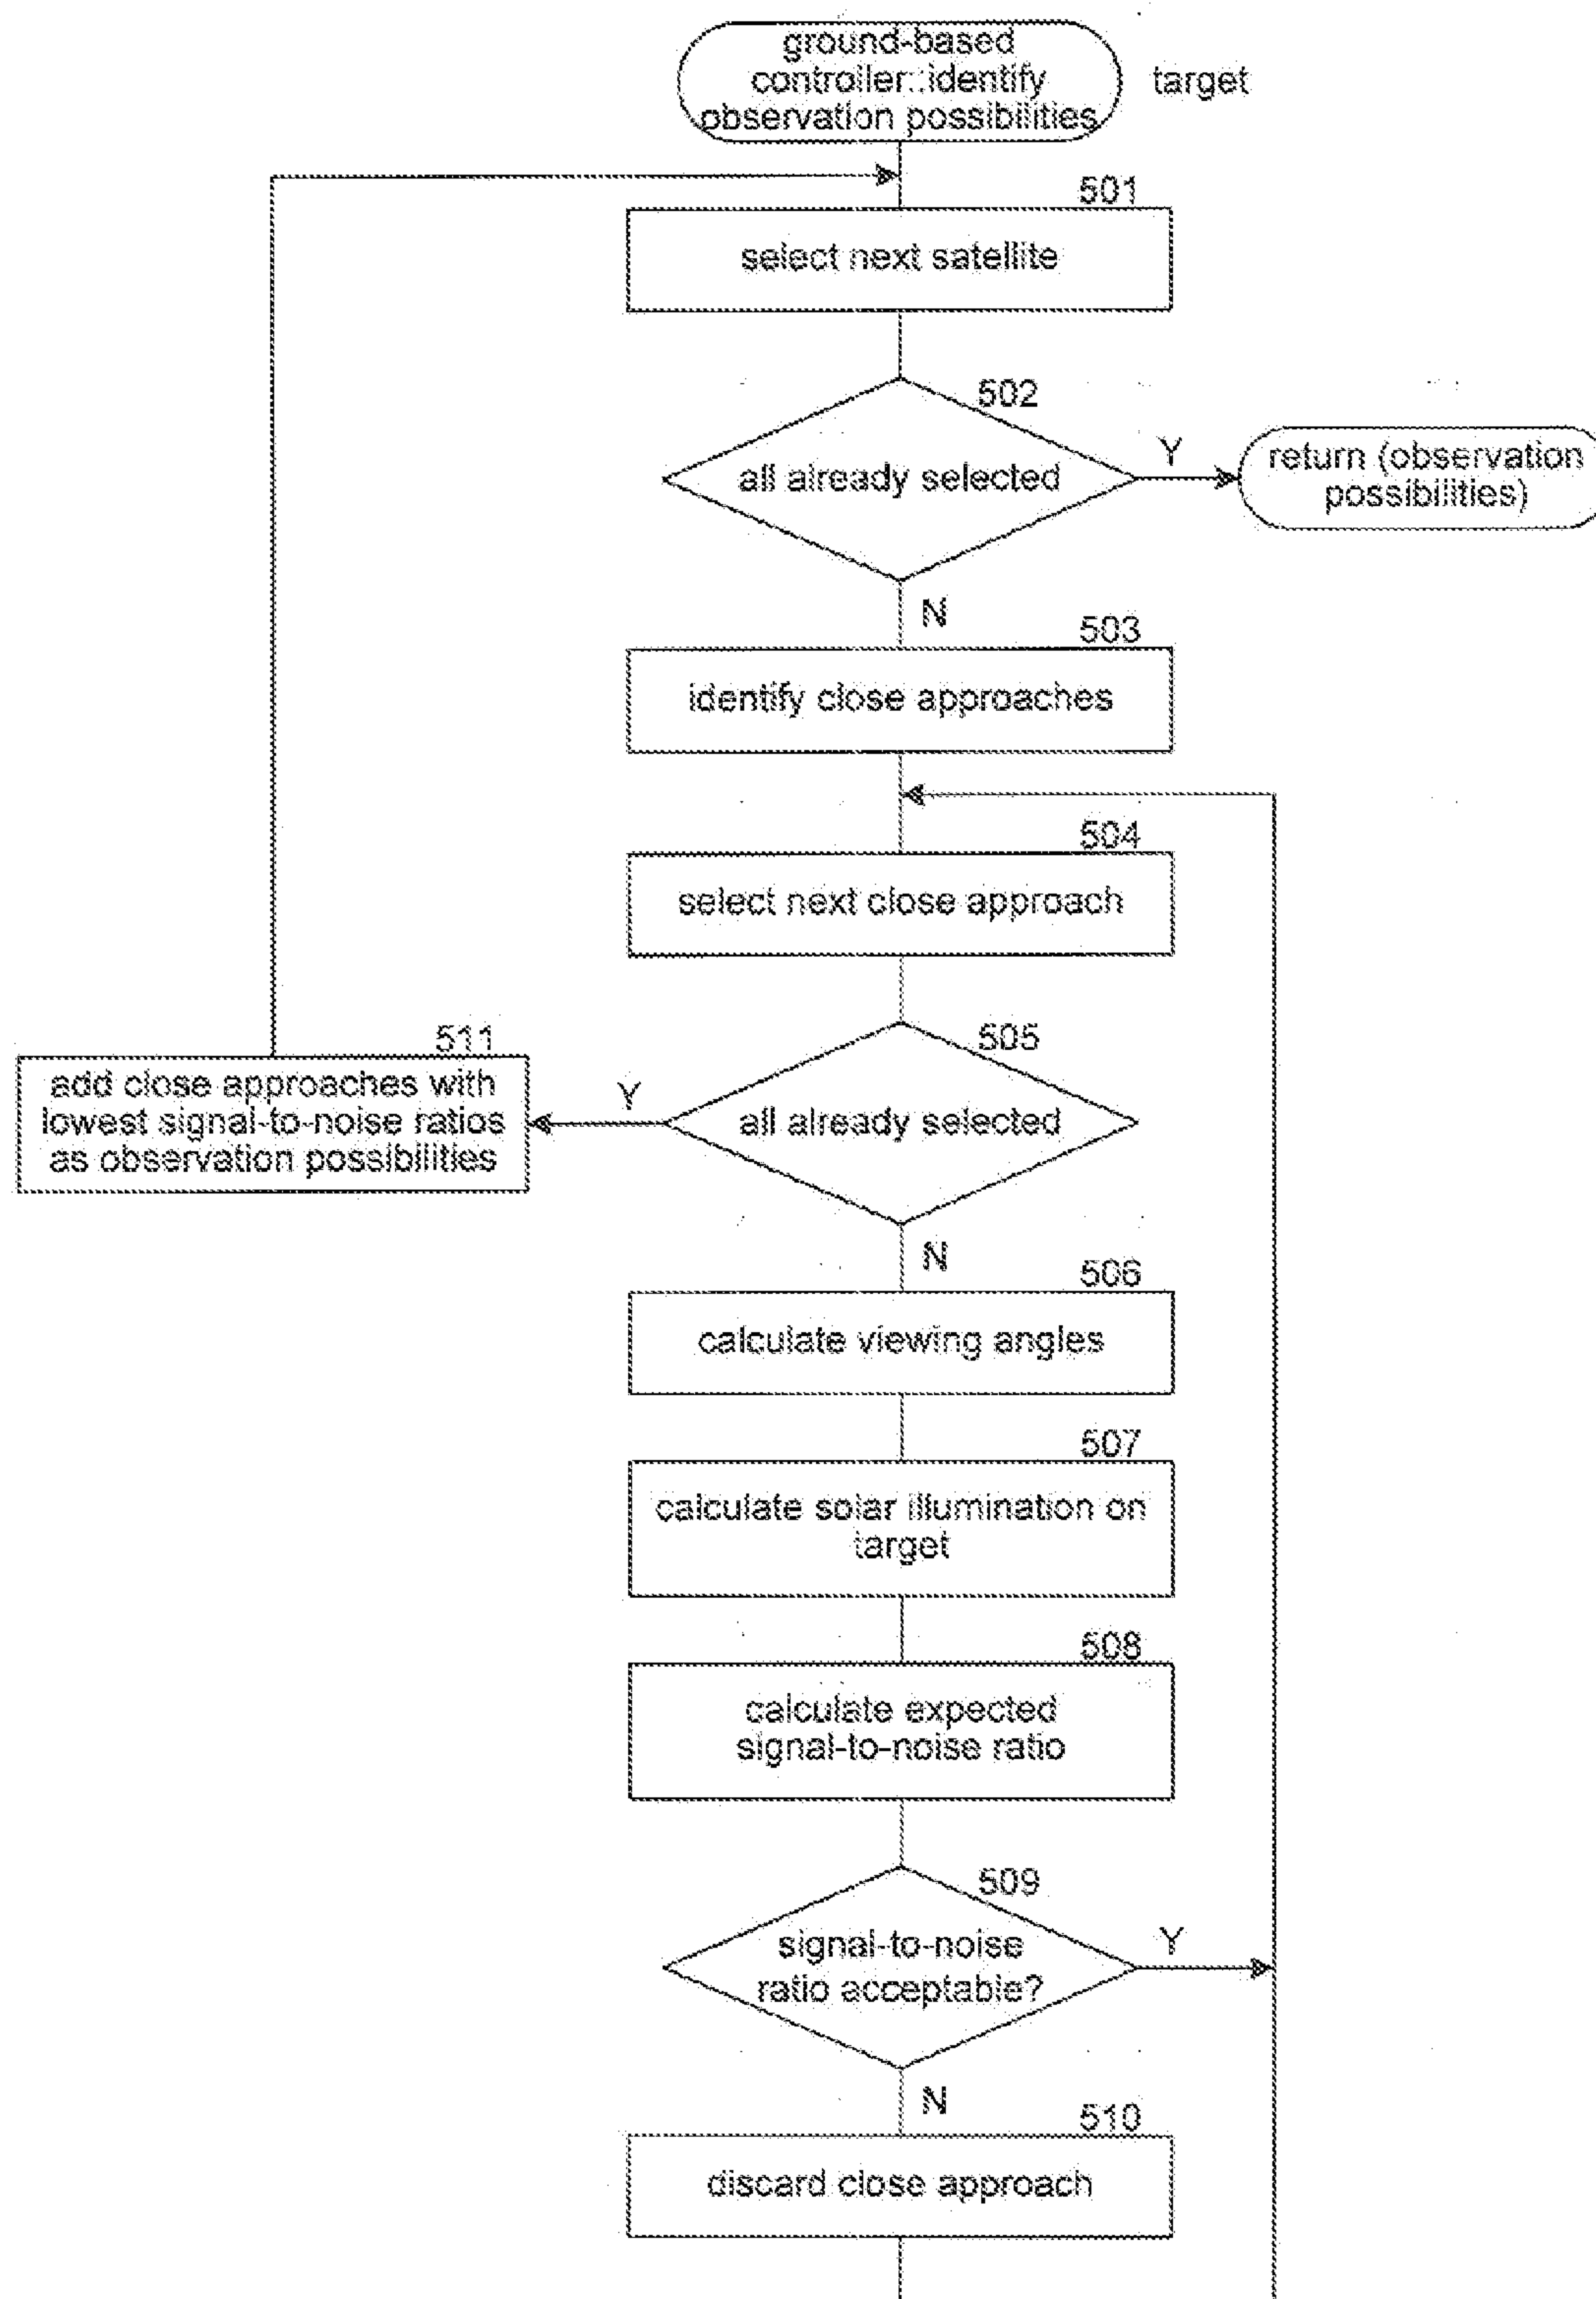 ground-based
controller::identify
observation possibilities
target
501
select next satellite
502
all already selected
Y
return (observation
possibilities)
N
503
identify close approaches
504
select next close approach
505
all already selected
Y
511
add close approaches with
lowest signal-to-noise ratios
as observation possibilities
N
506
calculate viewing angles
507
calculate solar illumination on
target
508
calculate expected
signal-to-noise ratio
509
signal-to-noise
ratio acceptable?
Y
N
510
discard close approach